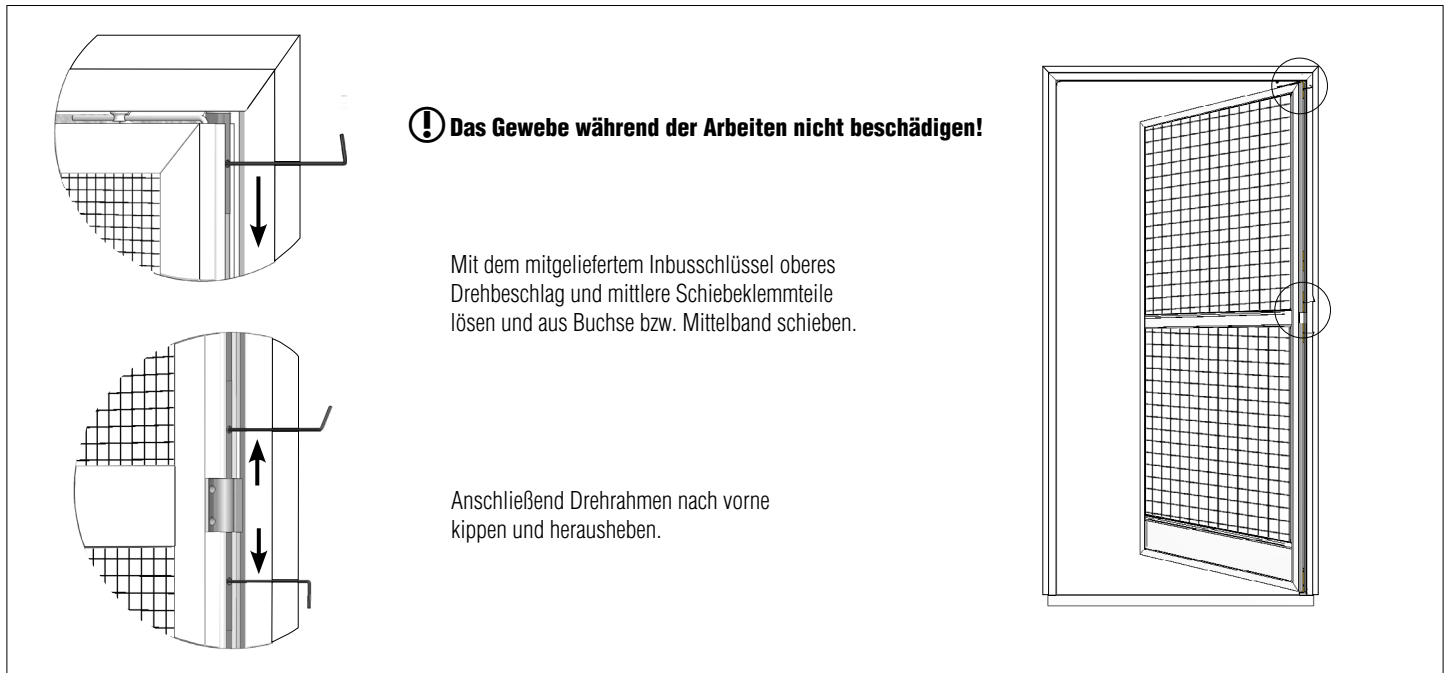 Das Gewebe während der Arbeiten nicht beschädigen!
Mit dem mitgeliefertem Inbusschlüssel oberes
Drehbeschlag und mittlere Schiebeklemmteile
lösen und aus Buchse bzw. Mittelband schieben.
Anschließend Drehrahmen nach vorne
kippen und herausheben.